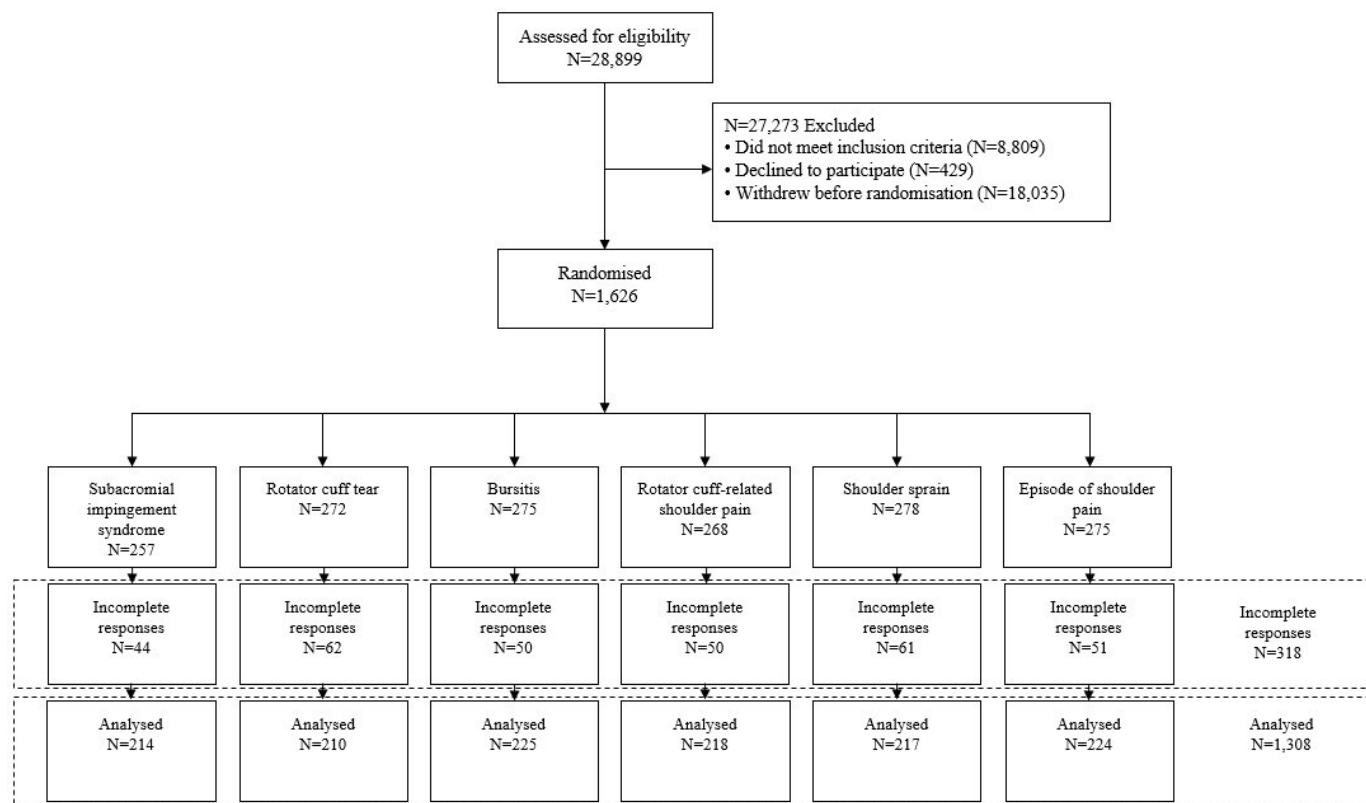 Assessed for eligibility
N=28,899
N=27,273 Excluded
• Did not meet inclusion criteria (N=8,809)
• Declined to participate (N=429)
• Withdrew before randomisation (N=18,035)
Randomised
N=1,626
Subacromial
impingement
syndrome
N=257
Rotator cuff tear
N=272
Bursitis
N=275
Rotator cuff-related
shoulder pain
N=268
Shoulder sprain
N=278
Episode of shoulder
pain
N=275
Incomplete
responses
N=44
Incomplete
responses
N=62
Incomplete
responses
N=50
Incomplete
responses
N=50
Incomplete
responses
N=61
Incomplete
responses
N=51
Incomplete
responses
N=318
Analysed
N=214
Analysed
N=210
Analysed
N=225
Analysed
N=218
Analysed
N=217
Analysed
N=224
Analysed
N=1,308